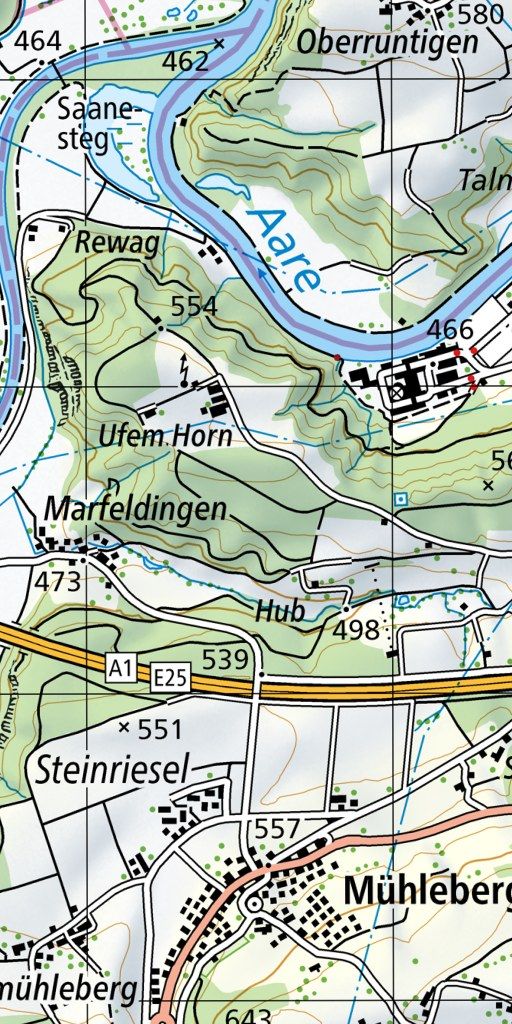 580
464
Oberruntigen
462
Saane-
steg
Aare
Rewag
554
466
Ufem Horn
Marfeldingen
473
Hub
498
539
A1
E25
551
Steinriesel
557
Mühleberg
mühleberg
643